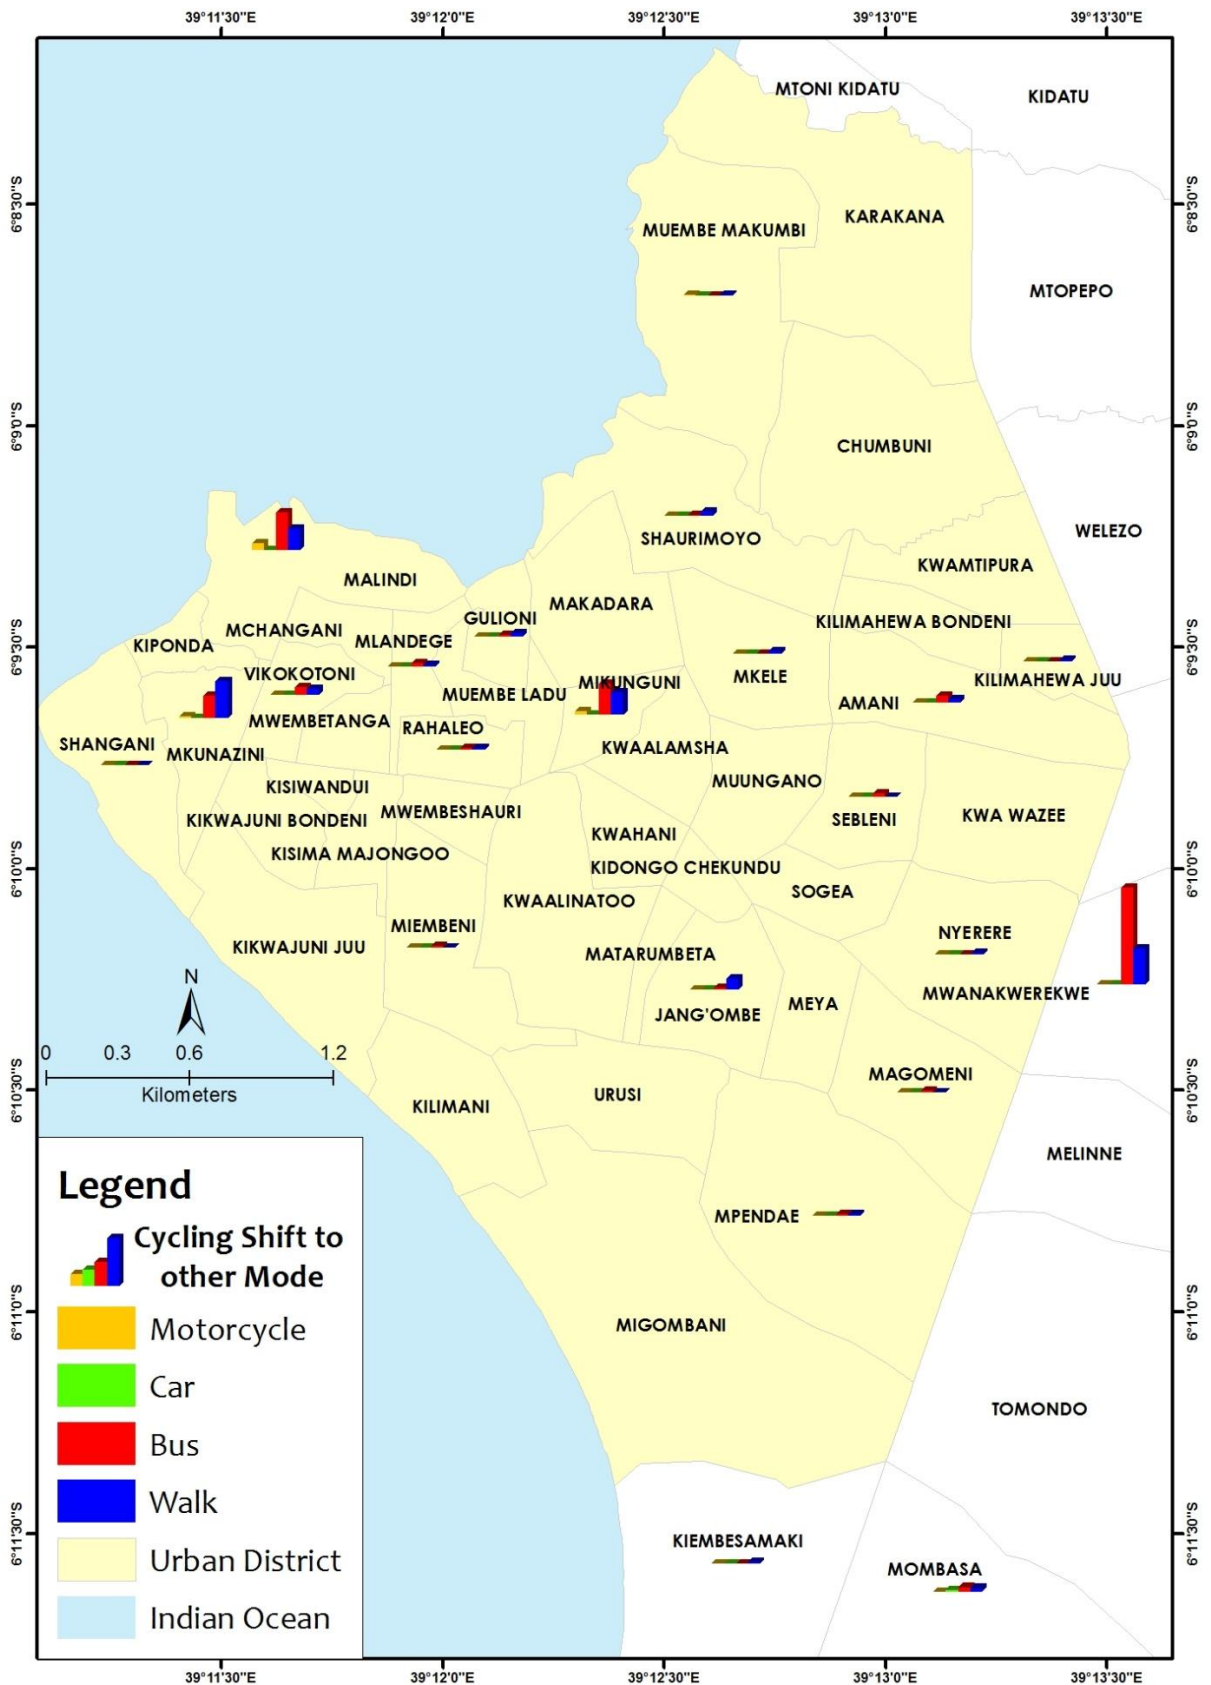 39°11'30"E 39°12'0"E 39°12'30"E 39°13'0"E 39°13'30"E
MTONI KIDATU
KIDATU
6°8'30"S 6°8'30"S
KARAKANA
MUEMBE MAKUMBI
MTOPEPO
6°9'0"S 6°9'0"S
CHUMBUNI
WELEZO
SHAURIMOYO
KWAMTIPURA
MALINDI
MAKADARA
GULIONI
KILIMAHEWA BONDENI
MCHANGANI
MLANDEGE
KIPONDA
6°9'30"S 6°9'30"S
VIKOKOTONI
MKELE
KILIMAHEWA JUU
MIKUNGUNI
MUEMBE LADU
AMANI
MWEMBETANGA
RAHALEO
SHANGANI
KWAALAMSHA
MKUNAZINI
MUUNGANO
KISIWANDUI
MWEMBESHAURI
KWA WAZEE
KIKWAJUNI BONDENI
SEBLENI
KWAHANI
KISIMA MAJONGOO
KIDONGO CHEKUNDU
6°10'0"S 6°10'0"S
SOGEA
KWAALINATOO
MIEMBENI
NYERERE
KIKWAJUNI JUU
MATARUMBETA
N
MWANAKWEREKWE
MEYA
JANG'OMBE
0 0.3 0.6 1.2
Kilometers
MAGOMENI
6°10'30"S 6°10'30"S
URUSI
KILIMANI
MELINNE
MPENDAE
Legend
Cycling Shift to
other Mode
6°11'0"S 6°11'0"S
MIGOMBANI
Motorcycle
Car
TOMONDO
Bus
Walk
6°11'30"S 6°11'30"S
KIEMBESAMAKI
Urban District
MOMBASA
Indian Ocean
39°11'30"E 39°12'0"E 39°12'30"E 39°13'0"E 39°13'30"E